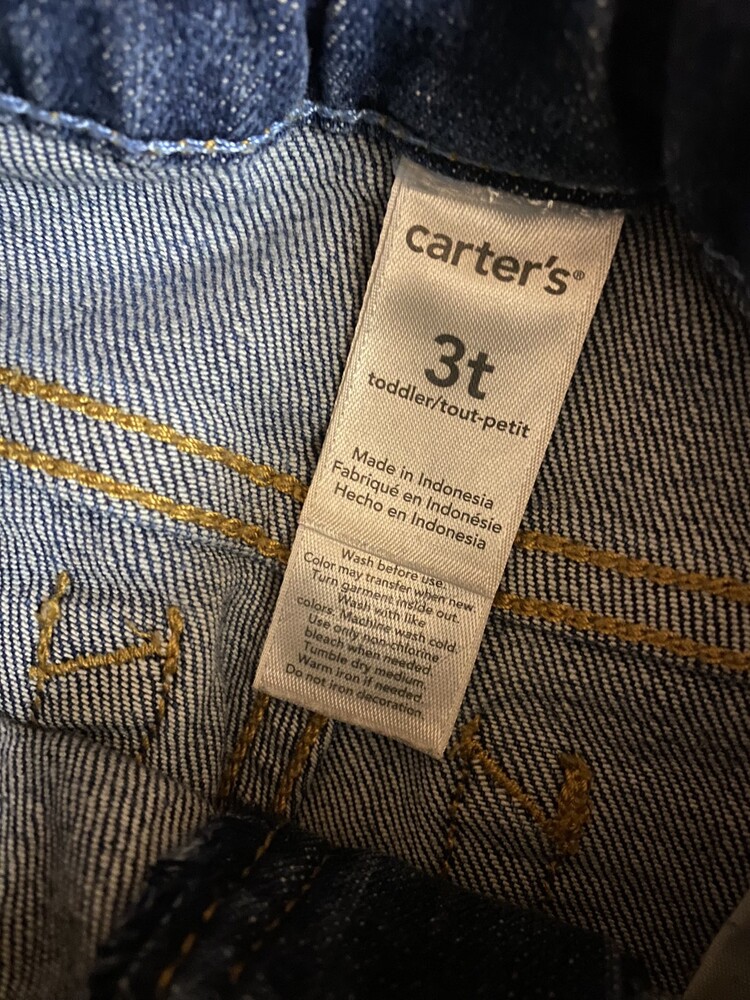 carter's®
3t
toddler/tout-petit
Made in Indonesia
Fabriqué en Indonésie
Hecho en Indonesia
Wash before use.
Color may transfer when new.
Turn garments inside out.
Wash with like
colors. Machine wash cold.
Use only non-chlorine
bleach when needed.
Tumble dry medium.
Warm iron if needed.
Do not iron decoration.